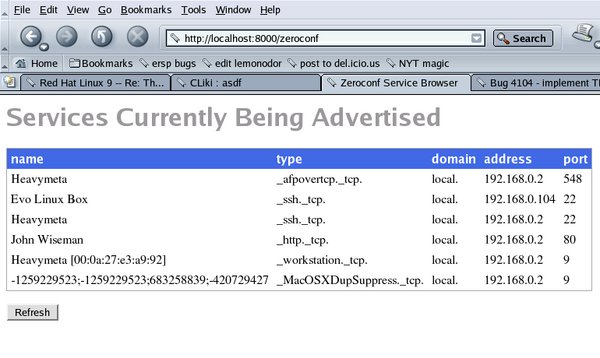 File Edit View Go Bookmarks Tools Window Help
http://localhost:8000/zeroconf Search
Home Bookmarks ersp bugs edit lemonodor post to del.icio.us NYT magic
Red Hat Linux 9 -- Re: Th... CLiki : asdf Zeroconf Service Browser Bug 4104 - implement
Services Currently Being Advertised
name type domain address port
Heavymeta _afpovertcp._tcp. local. 192.168.0.2 548
Evo Linux Box _ssh._tcp. local. 192.168.0.104 22
Heavymeta _ssh._tcp. local. 192.168.0.2 22
John Wiseman _http._tcp. local. 192.168.0.2 80
Heavymeta [00:0a:27:e3:a9:92] _workstation._tcp. local. 192.168.0.2 9
-1259229523;-1259229523;683258839;-420729427 _MacOSXDupSuppress._tcp. local. 192.168.0.2 9
Refresh